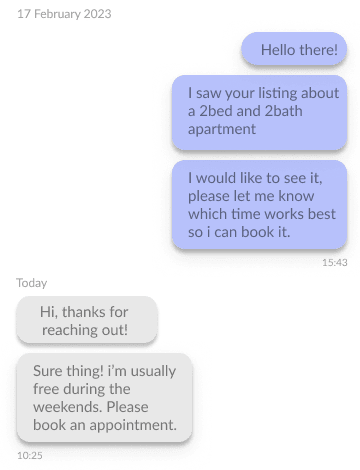 17 February 2023
Hello there!
I saw your listing about
a 2bed and 2bath
apartment
I would like to see it,
please let me know
which time works best
so i can book it.
15:43
Today
Hi, thanks for
reaching out!
Sure thing! i'm usually
free during the
weekends. Please
book an appointment.
10:25